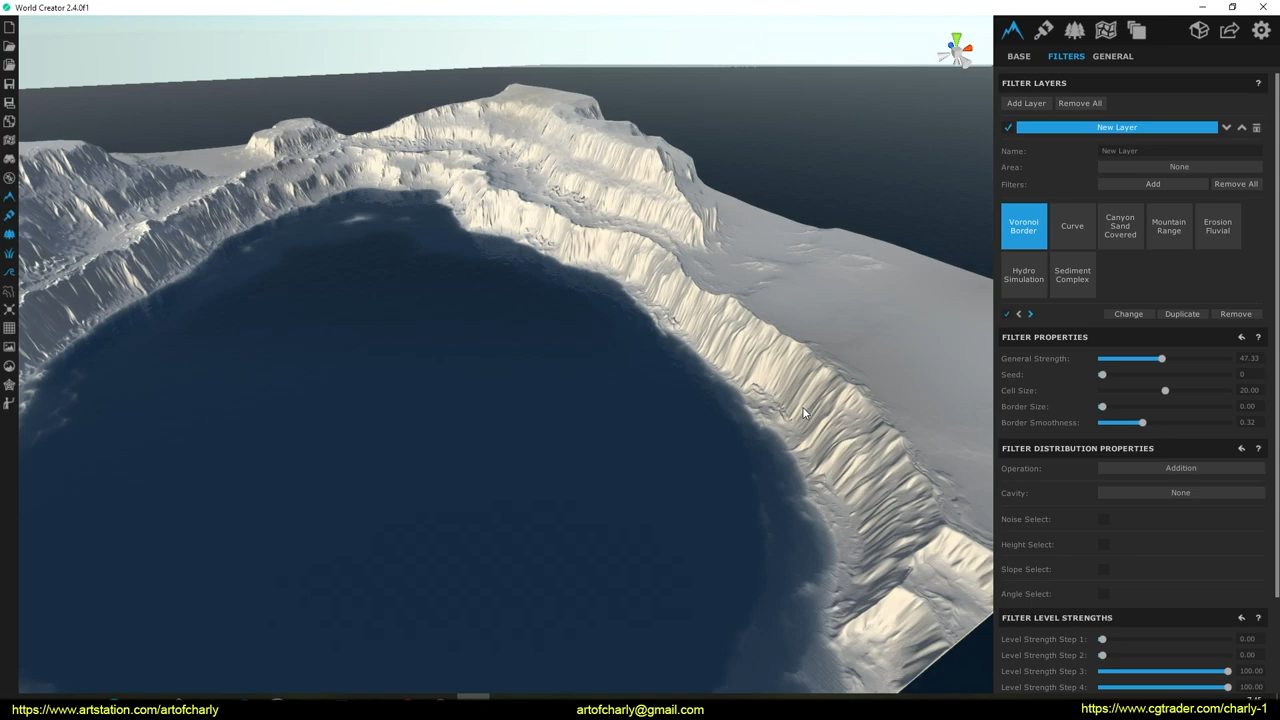 World Creator 2.4.0f1
BASE FILTERS GENERAL
FILTER LAYERS ?
Add Layer Remove All
New Layer
Name: New Layer
Area: None
Filters: Add Remove All
Voronoi Border
Curve
Canyon Sand Covered
Mountain Range
Erosion Fluvial
Hydro Simulation
Sediment Complex
Change Duplicate Remove
FILTER PROPERTIES ?
General Strength: 47.33
Seed: 0
Cell Size: 20.00
Border Size: 0.00
Border Smoothness: 0.32
FILTER DISTRIBUTION PROPERTIES ?
Operation: Addition
Cavity: None
Noise Select:
Height Select:
Slope Select:
Angle Select:
FILTER LEVEL STRENGTHS ?
Level Strength Step 1: 0.00
Level Strength Step 2: 0.00
Level Strength Step 3: 100.00
Level Strength Step 4: 100.00
https://www.artstation.com/artofcharly artofcharly@gmail.com https://www.cgtrader.com/charly-1